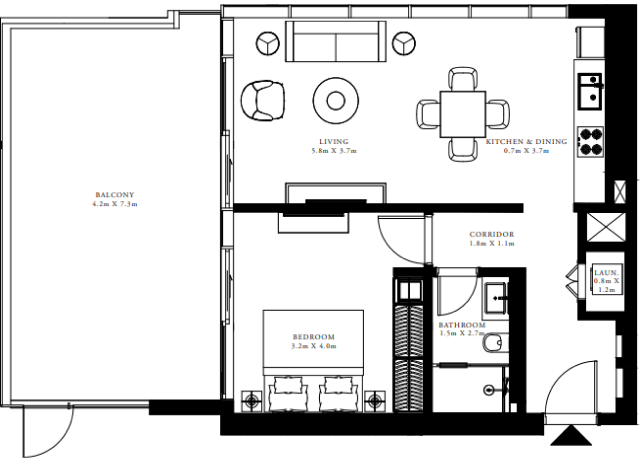 LIVING
5.8m X 3.7m
KITCHEN & DINING
0.7m X 3.7m
BALCONY
4.2m X 7.3m
CORRIDOR
1.8m X 1.1m
LAUN.
0.8m X
1.2m
BATHROOM
1.5m X 2.7m
BEDROOM
3.2m X 4.0m